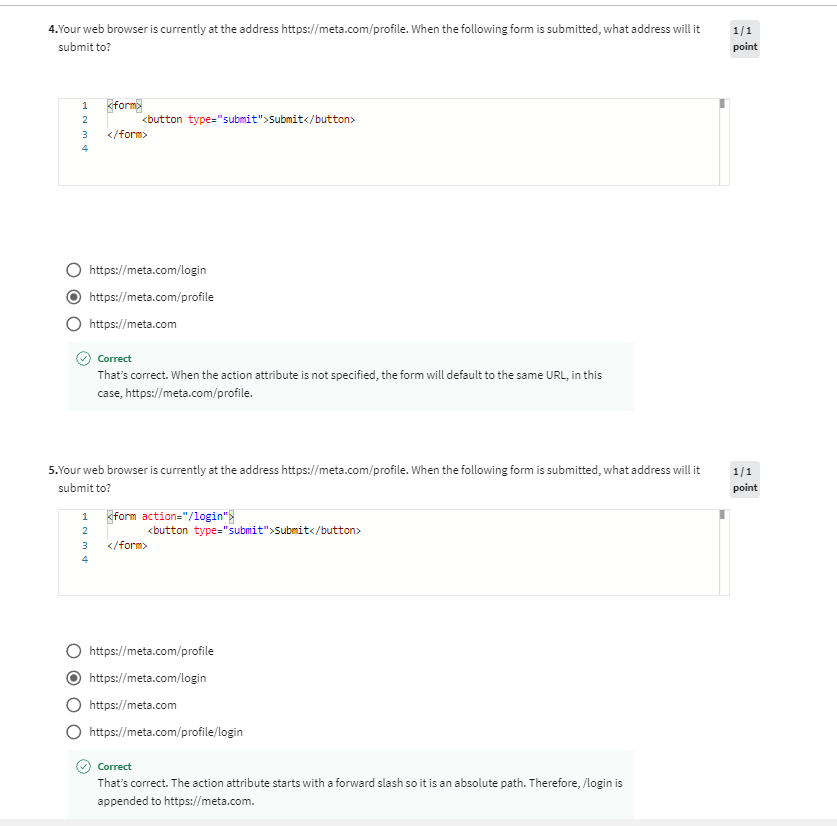 4.Your web browser is currently at the address https://meta.com/profile. When the following form is submitted, what address will it
submit to?
1/1
point
1 <form>
2 <button type="submit">Submit</button>
3 </form>
4
https://meta.com/login
https://meta.com/profile
https://meta.com
Correct
That's correct. When the action attribute is not specified, the form will default to the same URL, in this
case, https://meta.com/profile.
5.Your web browser is currently at the address https://meta.com/profile. When the following form is submitted, what address will it
submit to?
1/1
point
1 <form action="/login">
2 <button type="submit">Submit</button>
3 </form>
4
https://meta.com/profile
https://meta.com/login
https://meta.com
https://meta.com/profile/login
Correct
That's correct. The action attribute starts with a forward slash so it is an absolute path. Therefore, /login is
appended to https://meta.com.